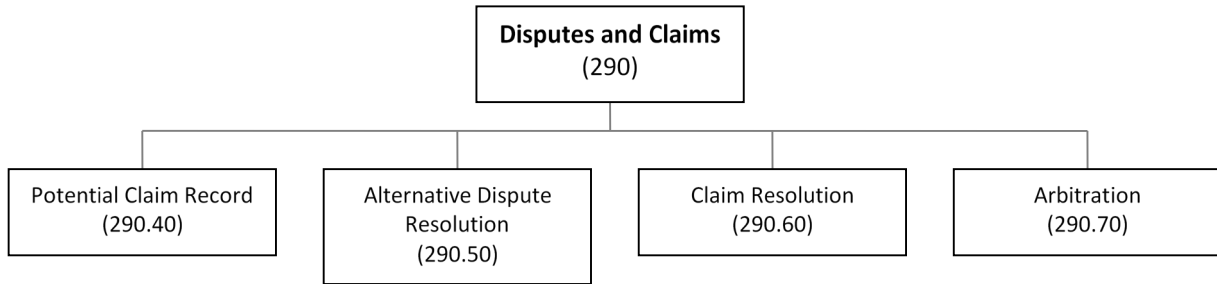 Disputes and Claims
(290)
Potential Claim Record
(290.40)
Alternative Dispute
Resolution
(290.50)
Claim Resolution
(290.60)
Arbitration
(290.70)